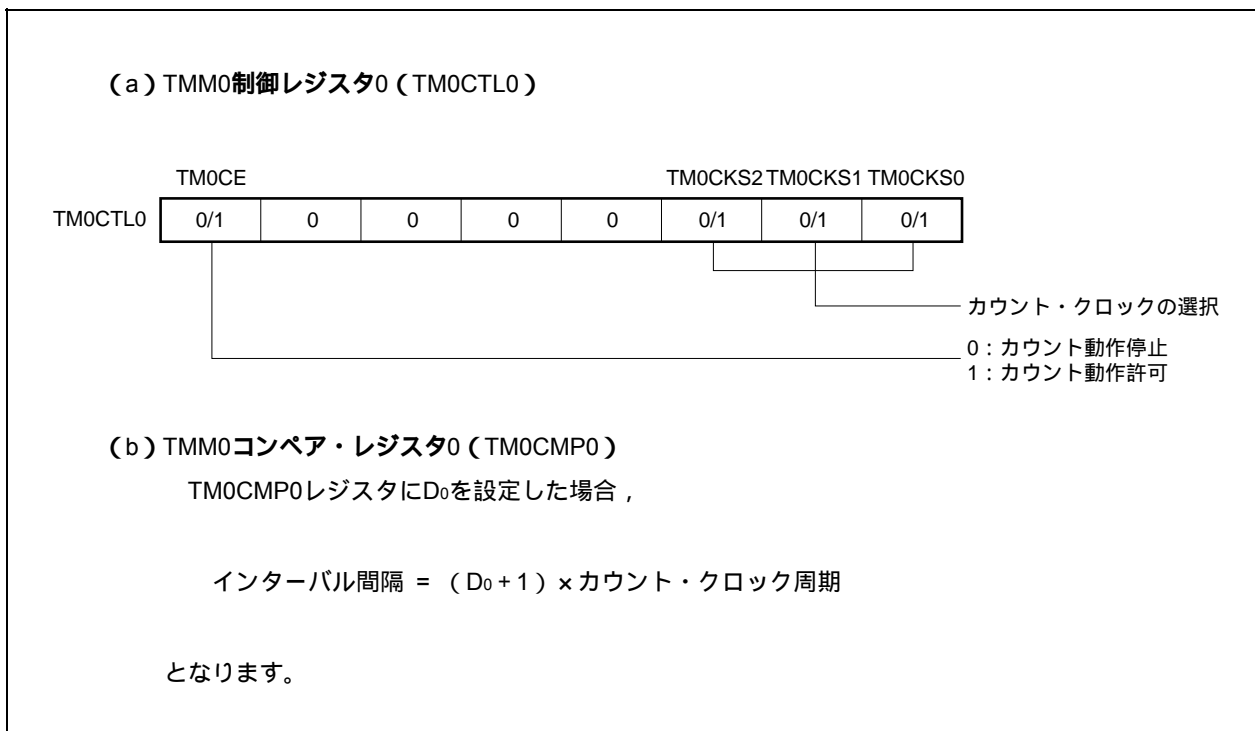 （a）TMM0制御レジスタ0（TM0CTL0）
TM0CE TM0CKS2 TM0CKS1 TM0CKS0
TM0CTL0 0/1 0 0 0 0 0/1 0/1 0/1
カウント・クロックの選択
0：カウント動作停止
1：カウント動作許可
（b）TMM0コンペア・レジスタ0（TM0CMP0）
TM0CMP0レジスタにD0を設定した場合，
インターバル間隔 = （D0 + 1）×カウント・クロック周期
となります。